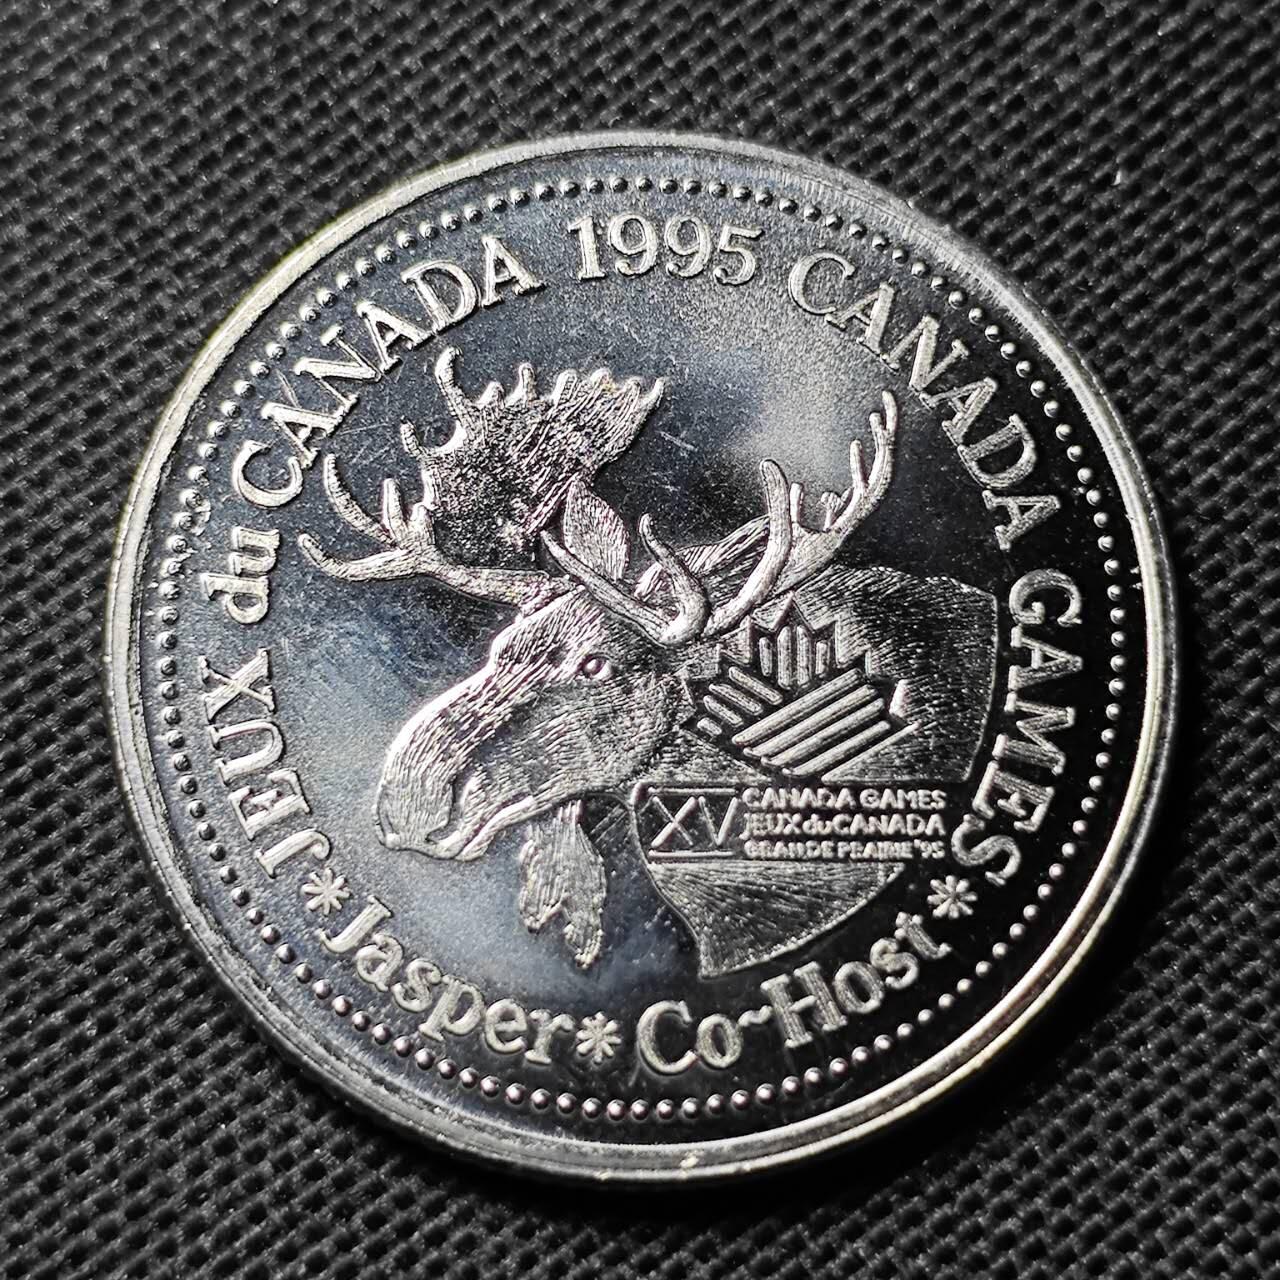 JEUX du CANADA 1995 CANADA GAMES
XV
CANADA GAMES
JEUX du CANADA
GRANDE PRAIRIE '95
* Jasper * Co~Host *